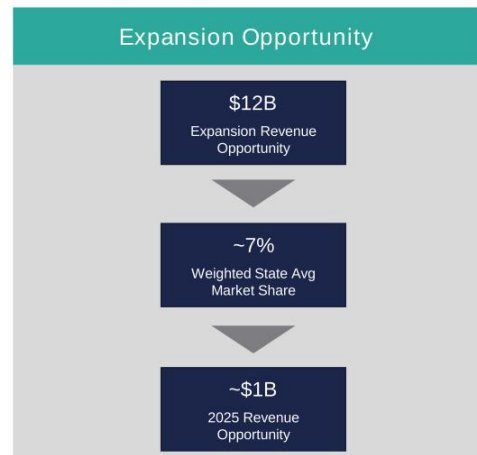 Expansion Opportunity
$12B
Expansion Revenue
Opportunity
~7%
Weighted State Avg
Market Share
~$1B
2025 Revenue
Opportunity